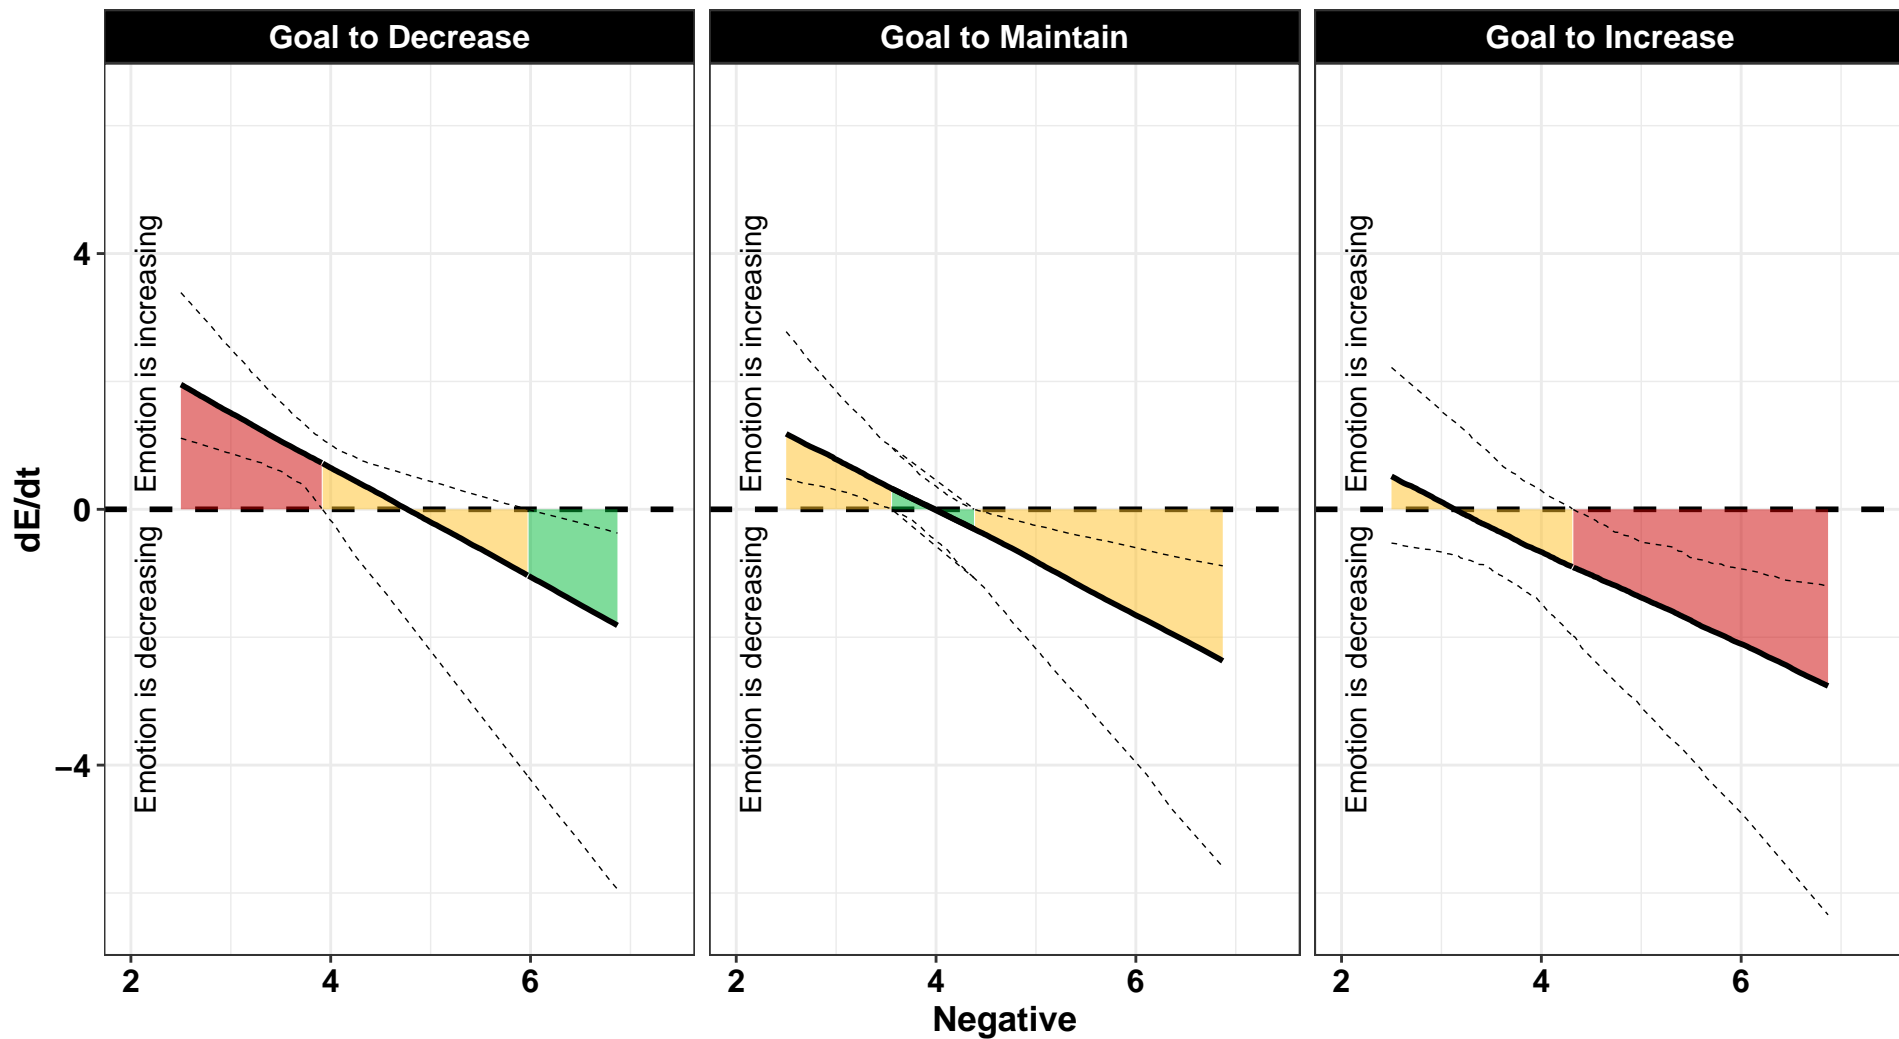 Goal to Decrease
Goal to Maintain
Goal to Increase
dE/dt
4
0
−4
Emotion is increasing
Emotion is decreasing
Emotion is increasing
Emotion is decreasing
Emotion is increasing
Emotion is decreasing
2 4 6
2 4 6
2 4 6
Negative